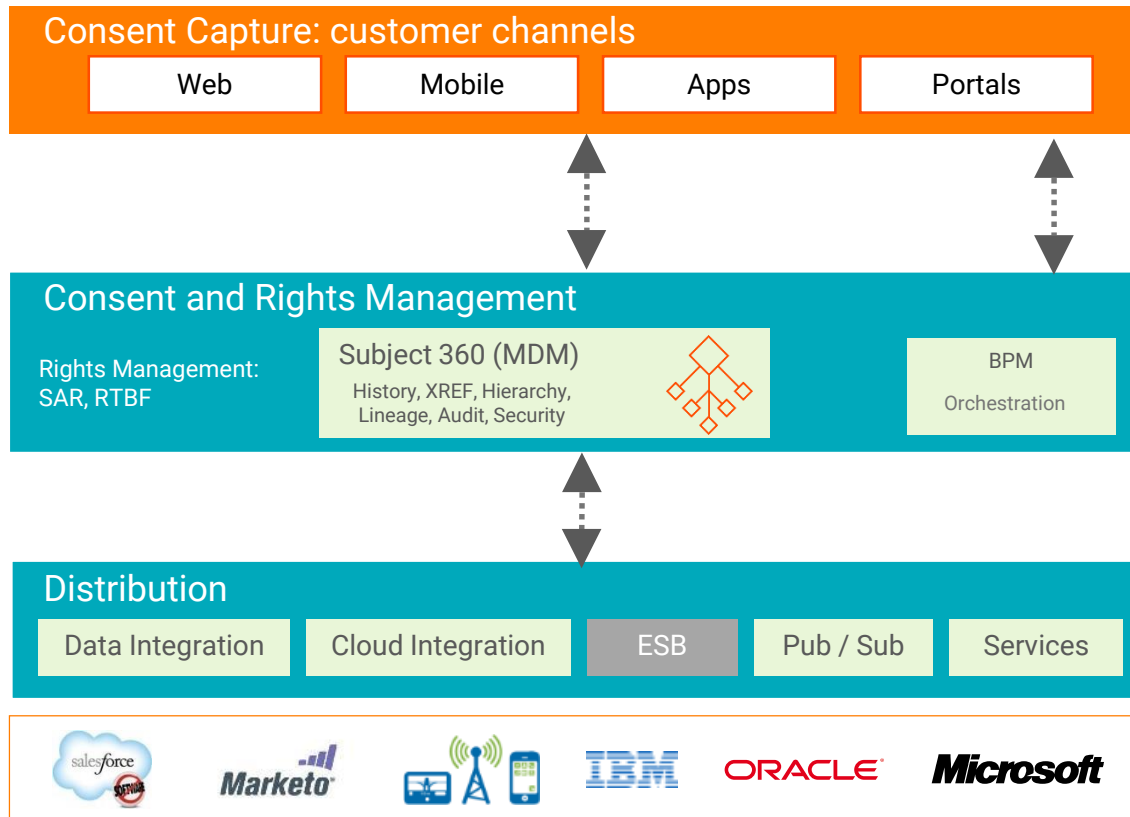 Consent Capture: customer channels
Web
Mobile
Apps
Portals
Consent and Rights Management
Rights Management:
SAR, RTBF
Subject 360 (MDM)
History, XREF, Hierarchy,
Lineage, Audit, Security
BPM
Orchestration
Distribution
Data Integration
Cloud Integration
ESB
Pub / Sub
Services
salesforce
SOFTWARE
Marketo
IBM
ORACLE
Microsoft